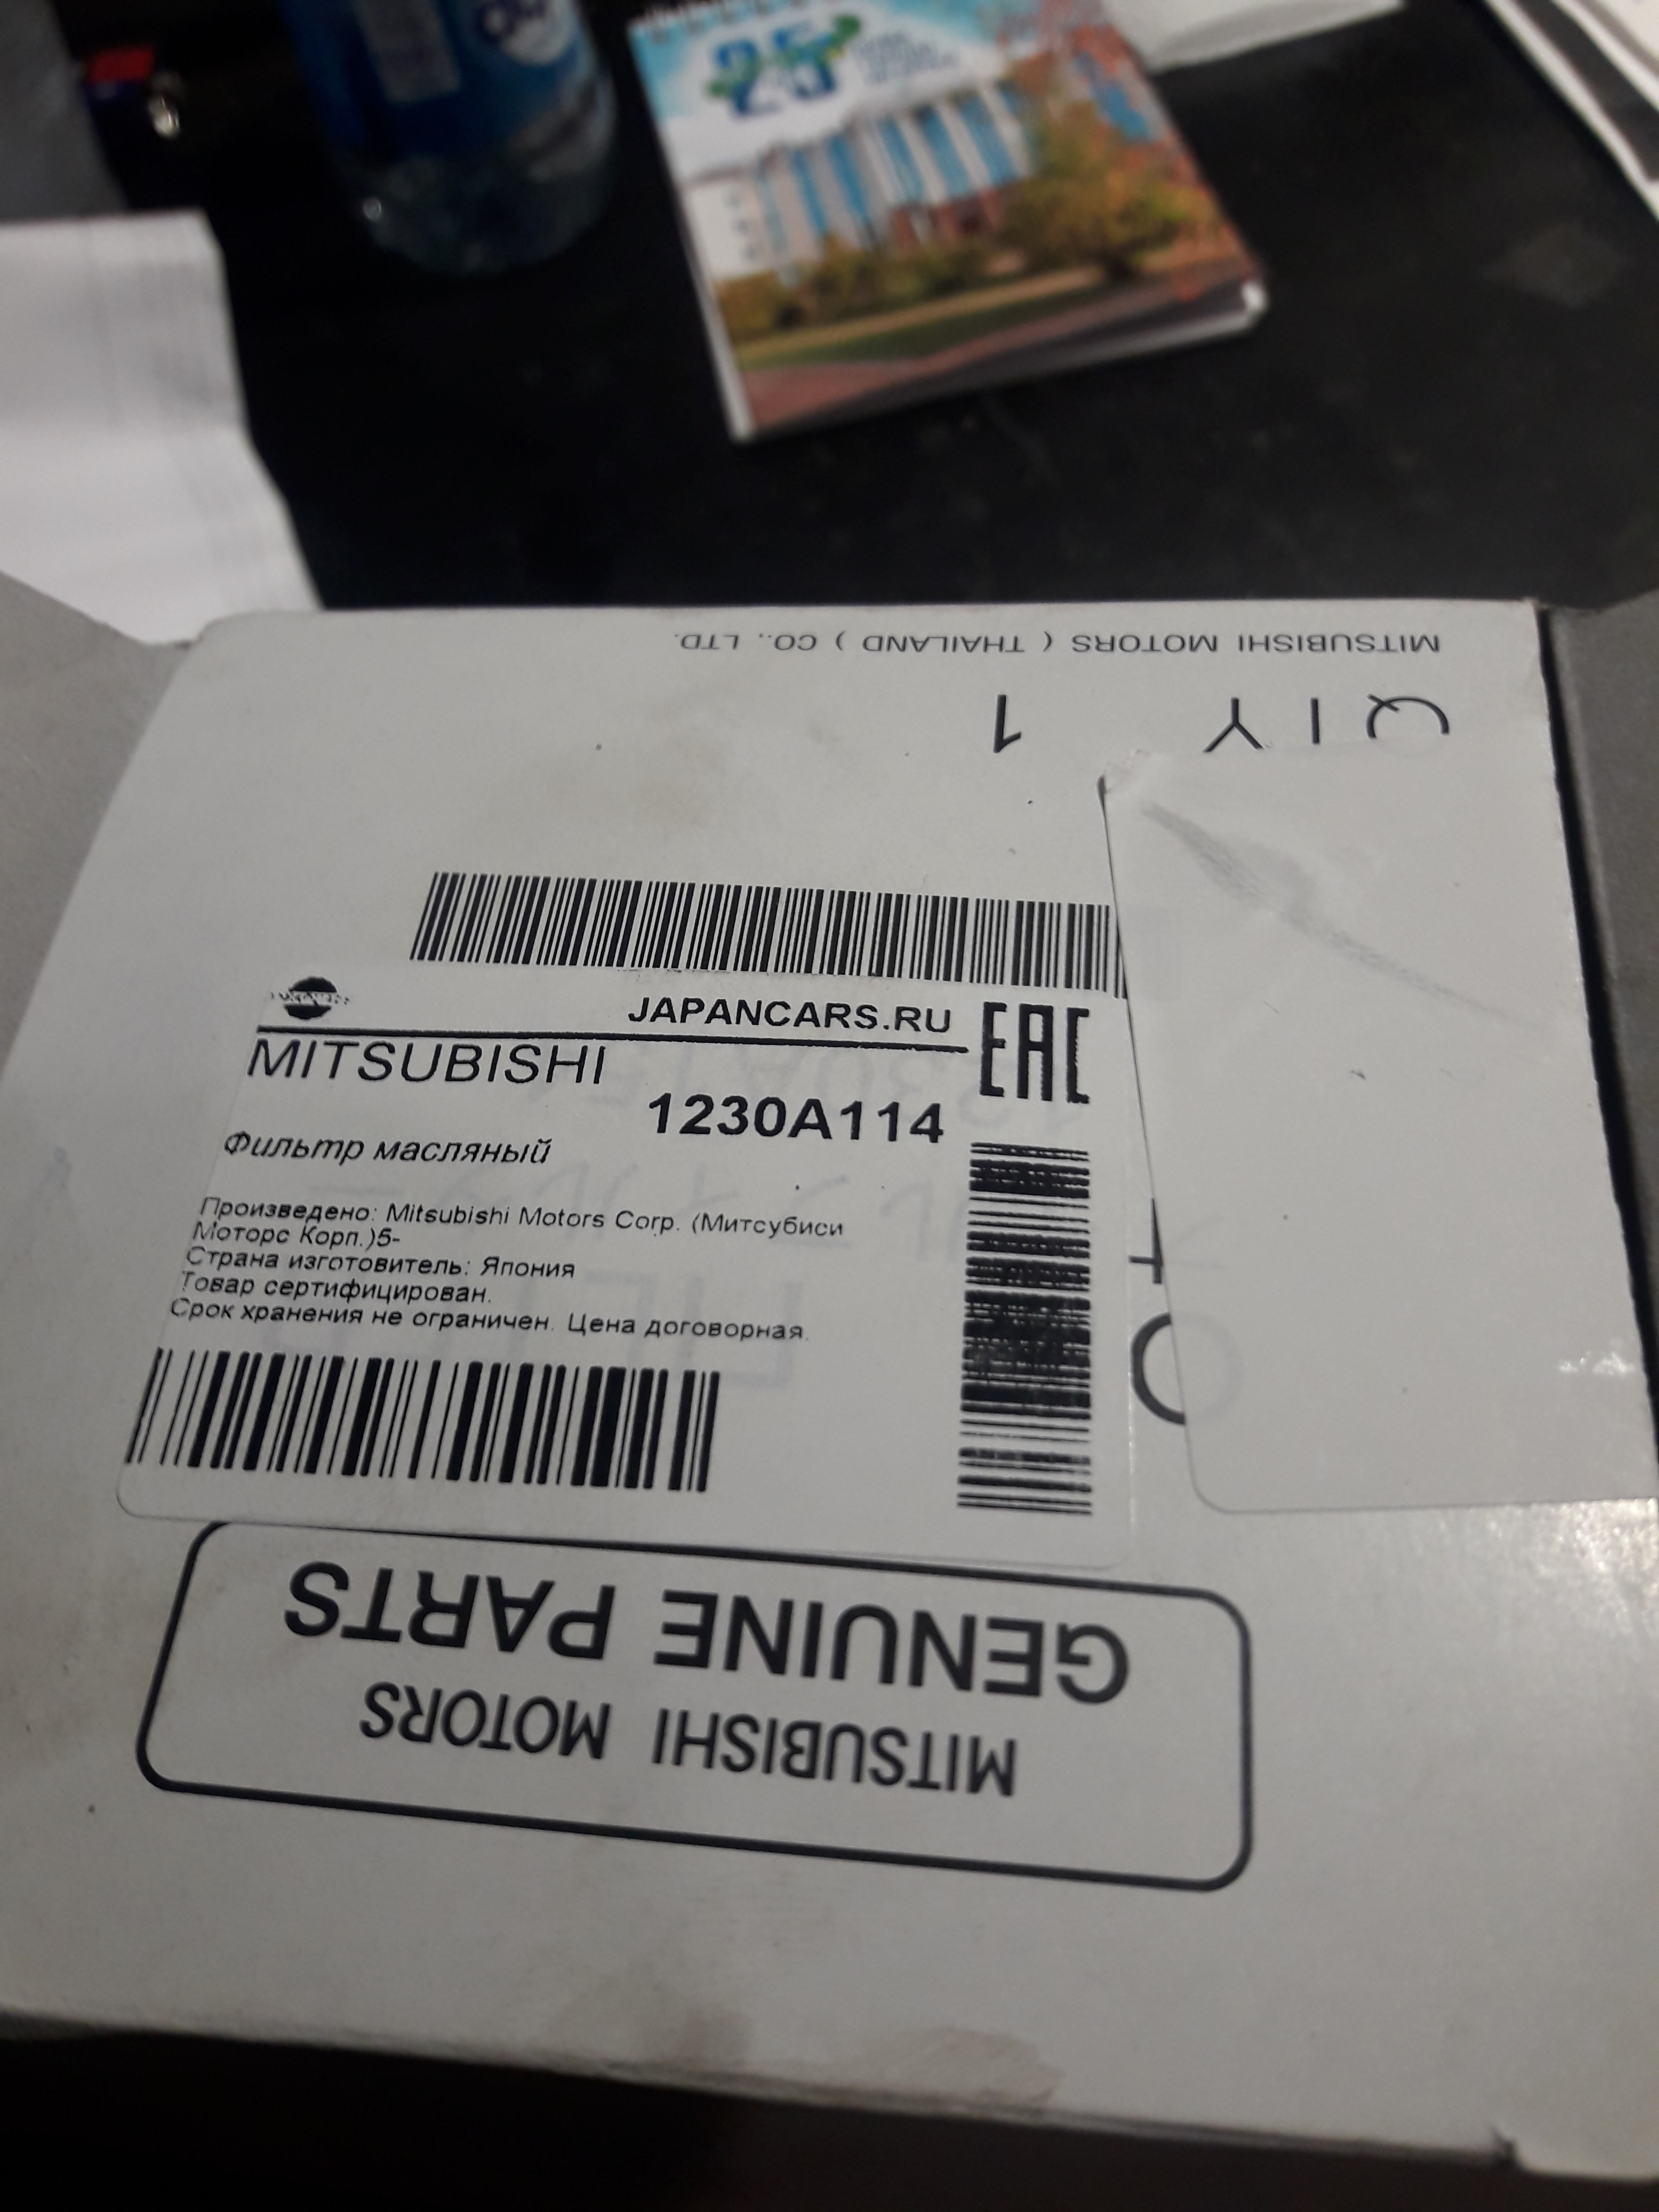 25
MITSUBISHI MOTORS ( THAILAND ) CO., LTD.
QTY 1
JAPANCARS.RU
EAC
MITSUBISHI
1230A114
Фильтр масляный
Произведено: Mitsubishi Motors Corp. (Митсубиси
Моторс Корп.)5-
Страна изготовитель: Япония
Товар сертифицирован.
Срок хранения не ограничен. Цена договорная.
GENUINE PARTS
MITSUBISHI MOTORS